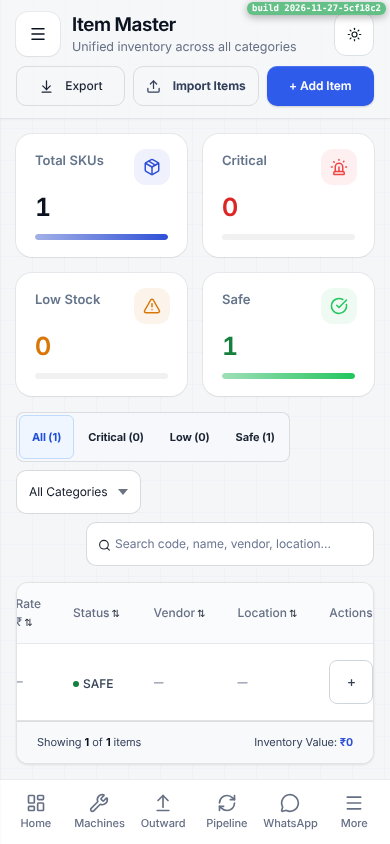 build 2026-11-27-5cf18c2
Item Master
Unified inventory across all categories
Export
Import Items
+ Add Item
Total SKUs
1
Critical
0
Low Stock
0
Safe
1
All (1)
Critical (0)
Low (0)
Safe (1)
All Categories
Search code, name, vendor, location...
Rate
₹⇅ Status⇅ Vendor⇅ Location⇅ Actions
— SAFE — — +
Showing 1 of 1 items
Inventory Value: ₹0
Home Machines Outward Pipeline WhatsApp More